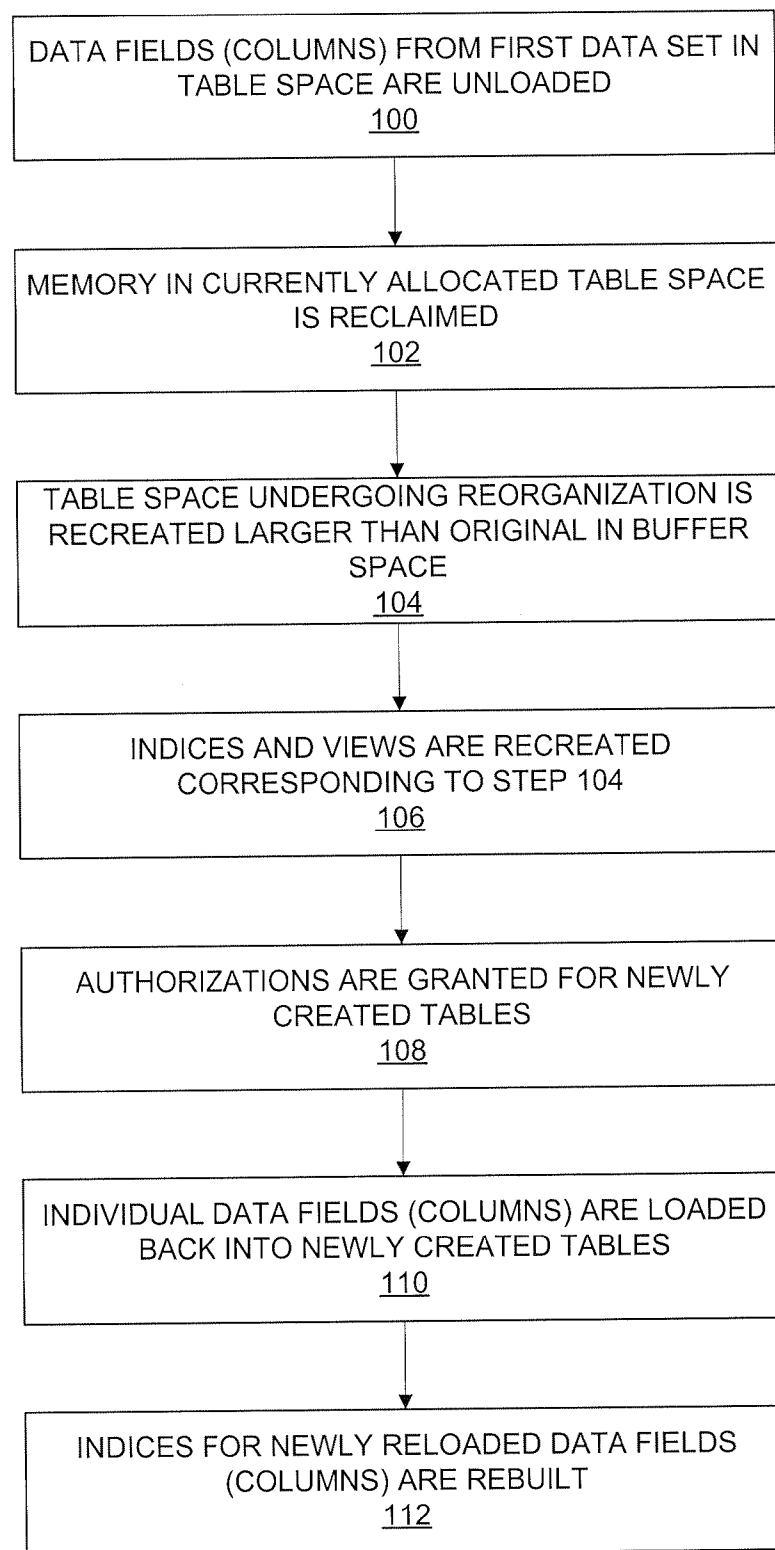 DATA FIELDS (COLUMNS) FROM FIRST DATA SET IN
TABLE SPACE ARE UNLOADED
100
MEMORY IN CURRENTLY ALLOCATED TABLE SPACE
IS RECLAIMED
102
TABLE SPACE UNDERGOING REORGANIZATION IS
RECREATED LARGER THAN ORIGINAL IN BUFFER
SPACE
104
INDICES AND VIEWS ARE RECREATED
CORRESPONDING TO STEP 104
106
AUTHORIZATIONS ARE GRANTED FOR NEWLY
CREATED TABLES
108
INDIVIDUAL DATA FIELDS (COLUMNS) ARE LOADED
BACK INTO NEWLY CREATED TABLES
110
INDICES FOR NEWLY RELOADED DATA FIELDS
(COLUMNS) ARE REBUILT
112